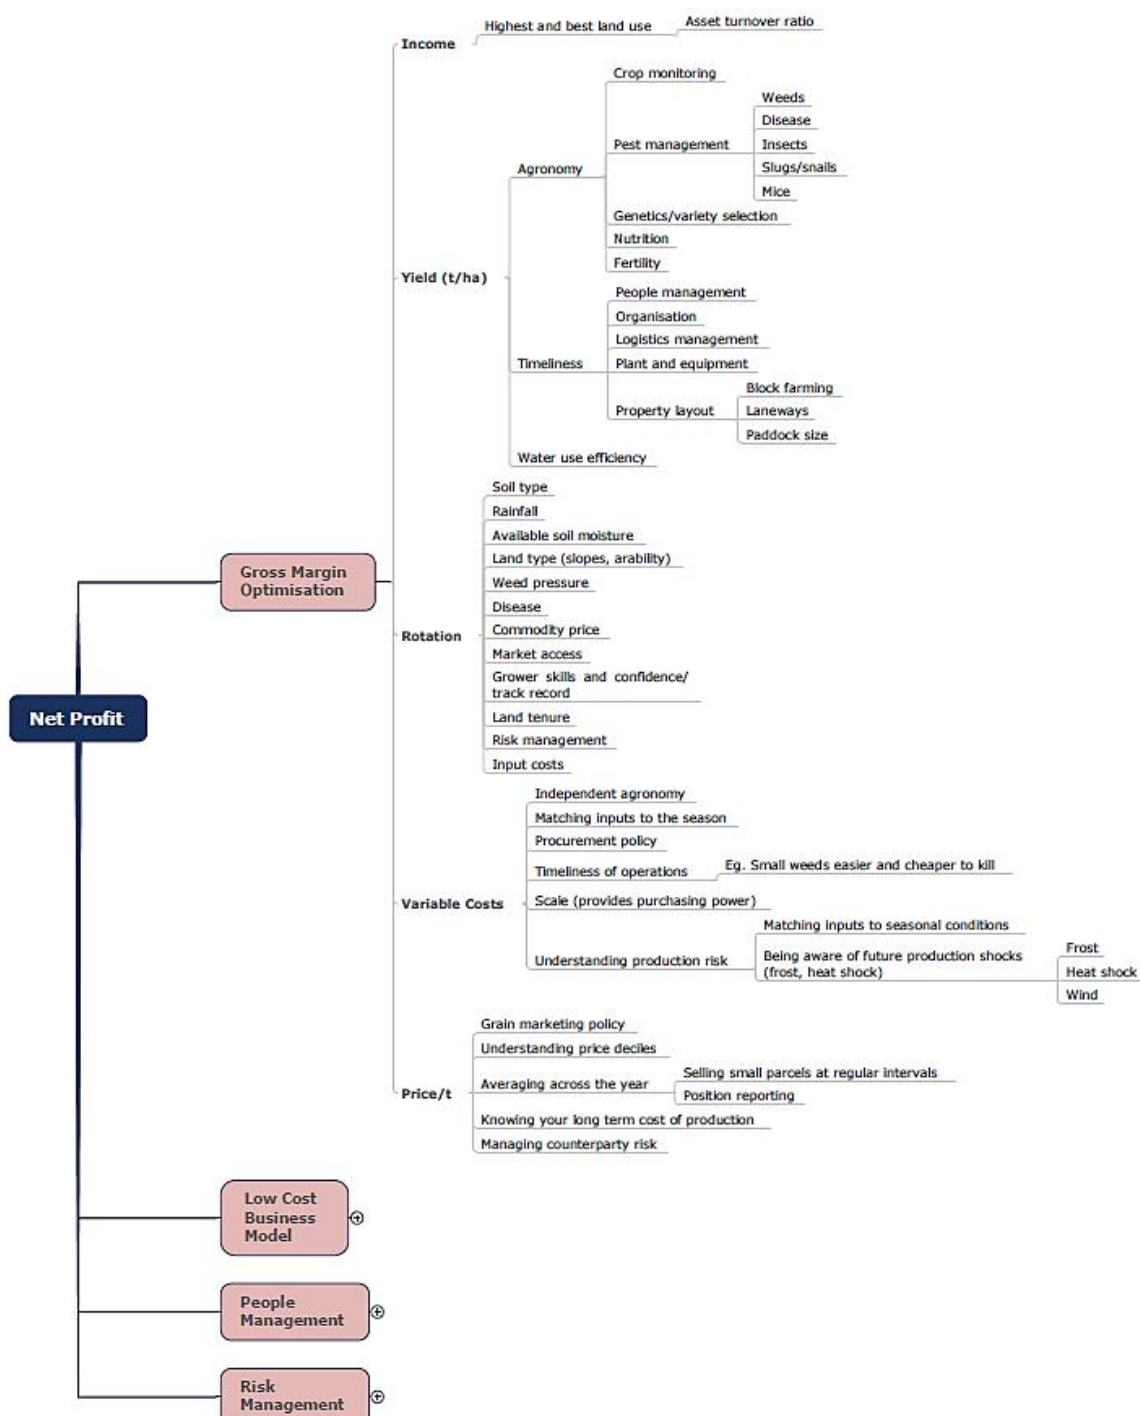 Highest and best land use
Asset turnover ratio
Income
Crop monitoring
Weeds
Disease
Pest management
Insects
Slugs/snails
Mice
Agronomy
Genetics/variety selection
Nutrition
Fertility
Yield (t/ha)
People management
Organisation
Logistics management
Timeliness
Plant and equipment
Block farming
Property layout
Laneways
Paddock size
Water use efficiency
Soil type
Rainfall
Available soil moisture
Land type (slopes, arability)
Weed pressure
Disease
Commodity price
Market access
Grower skills and confidence/
track record
Land tenure
Risk management
Input costs
Gross Margin
Optimisation
Rotation
Net Profit
Independent agronomy
Matching inputs to the season
Procurement policy
Timeliness of operations
Eg. Small weeds easier and cheaper to kill
Variable Costs
Scale (provides purchasing power)
Matching inputs to seasonal conditions
Understanding production risk
Being aware of future production shocks
(frost, heat shock)
Frost
Heat shock
Wind
Grain marketing policy
Understanding price deciles
Averaging across the year
Selling small parcels at regular intervals
Position reporting
Price/t
Knowing your long term cost of production
Managing counterparty risk
Low Cost
Business
Model
People
Management
Risk
Management